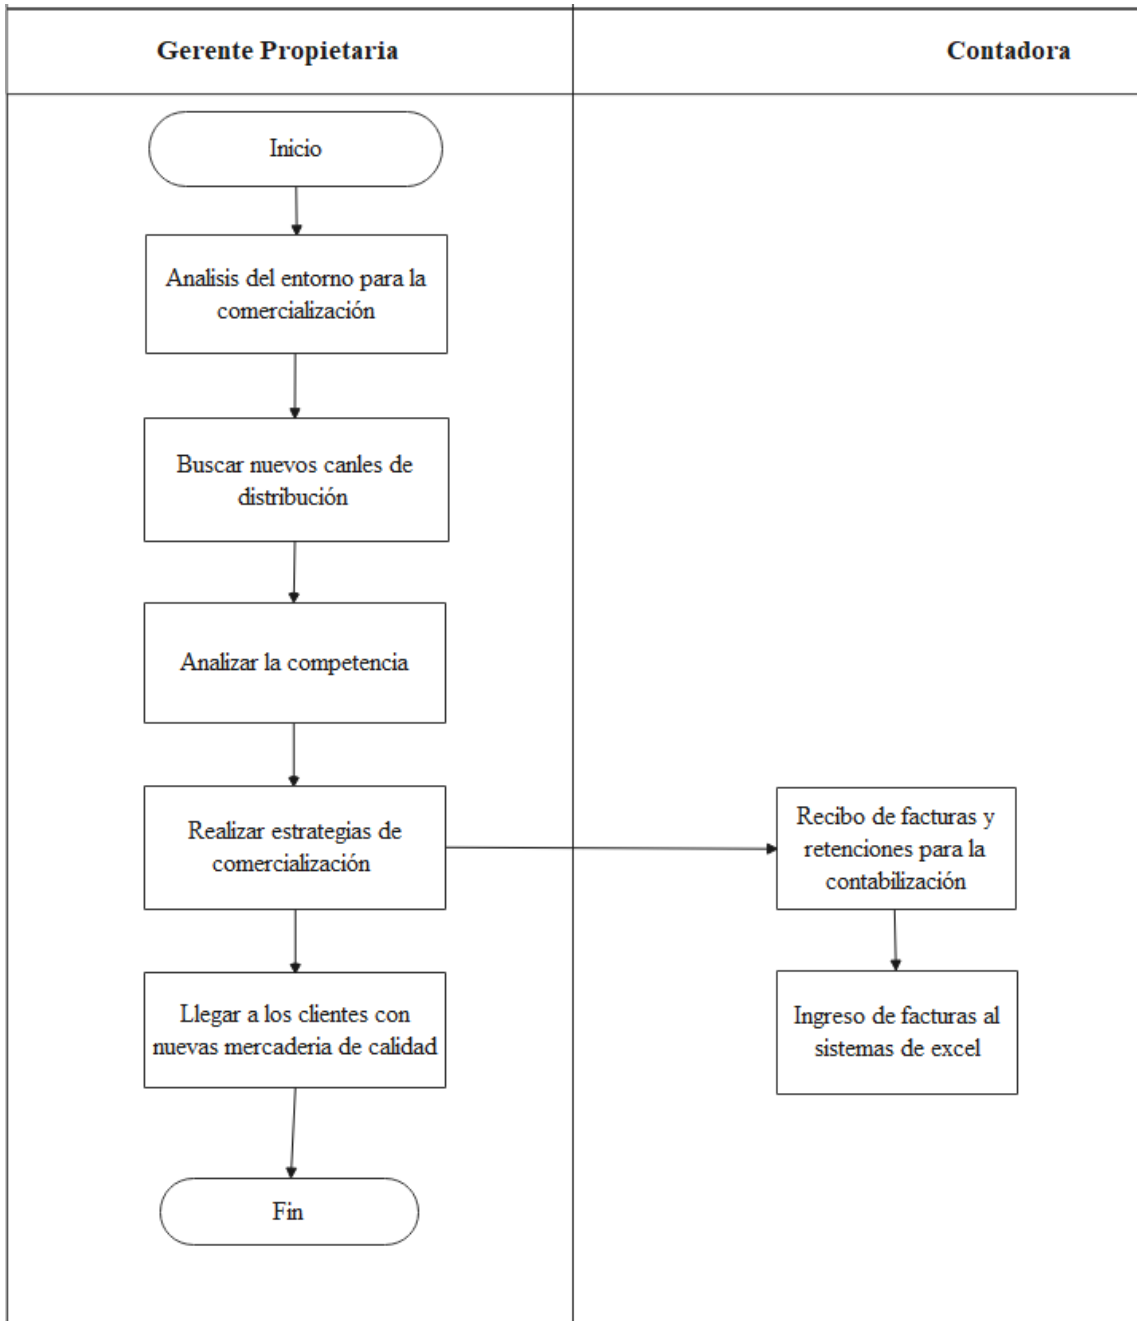 Gerente Propietaria
Contadora
Inicio
Analisis del entorno para la
comercialización
Buscar nuevos canles de
distribución
Analizar la competencia
Realizar estrategias de
comercialización
Recibo de facturas y
retenciones para la
contabilización
Llegar a los clientes con
nuevas mercaderia de calidad
Ingreso de facturas al
sistemas de excel
Fin